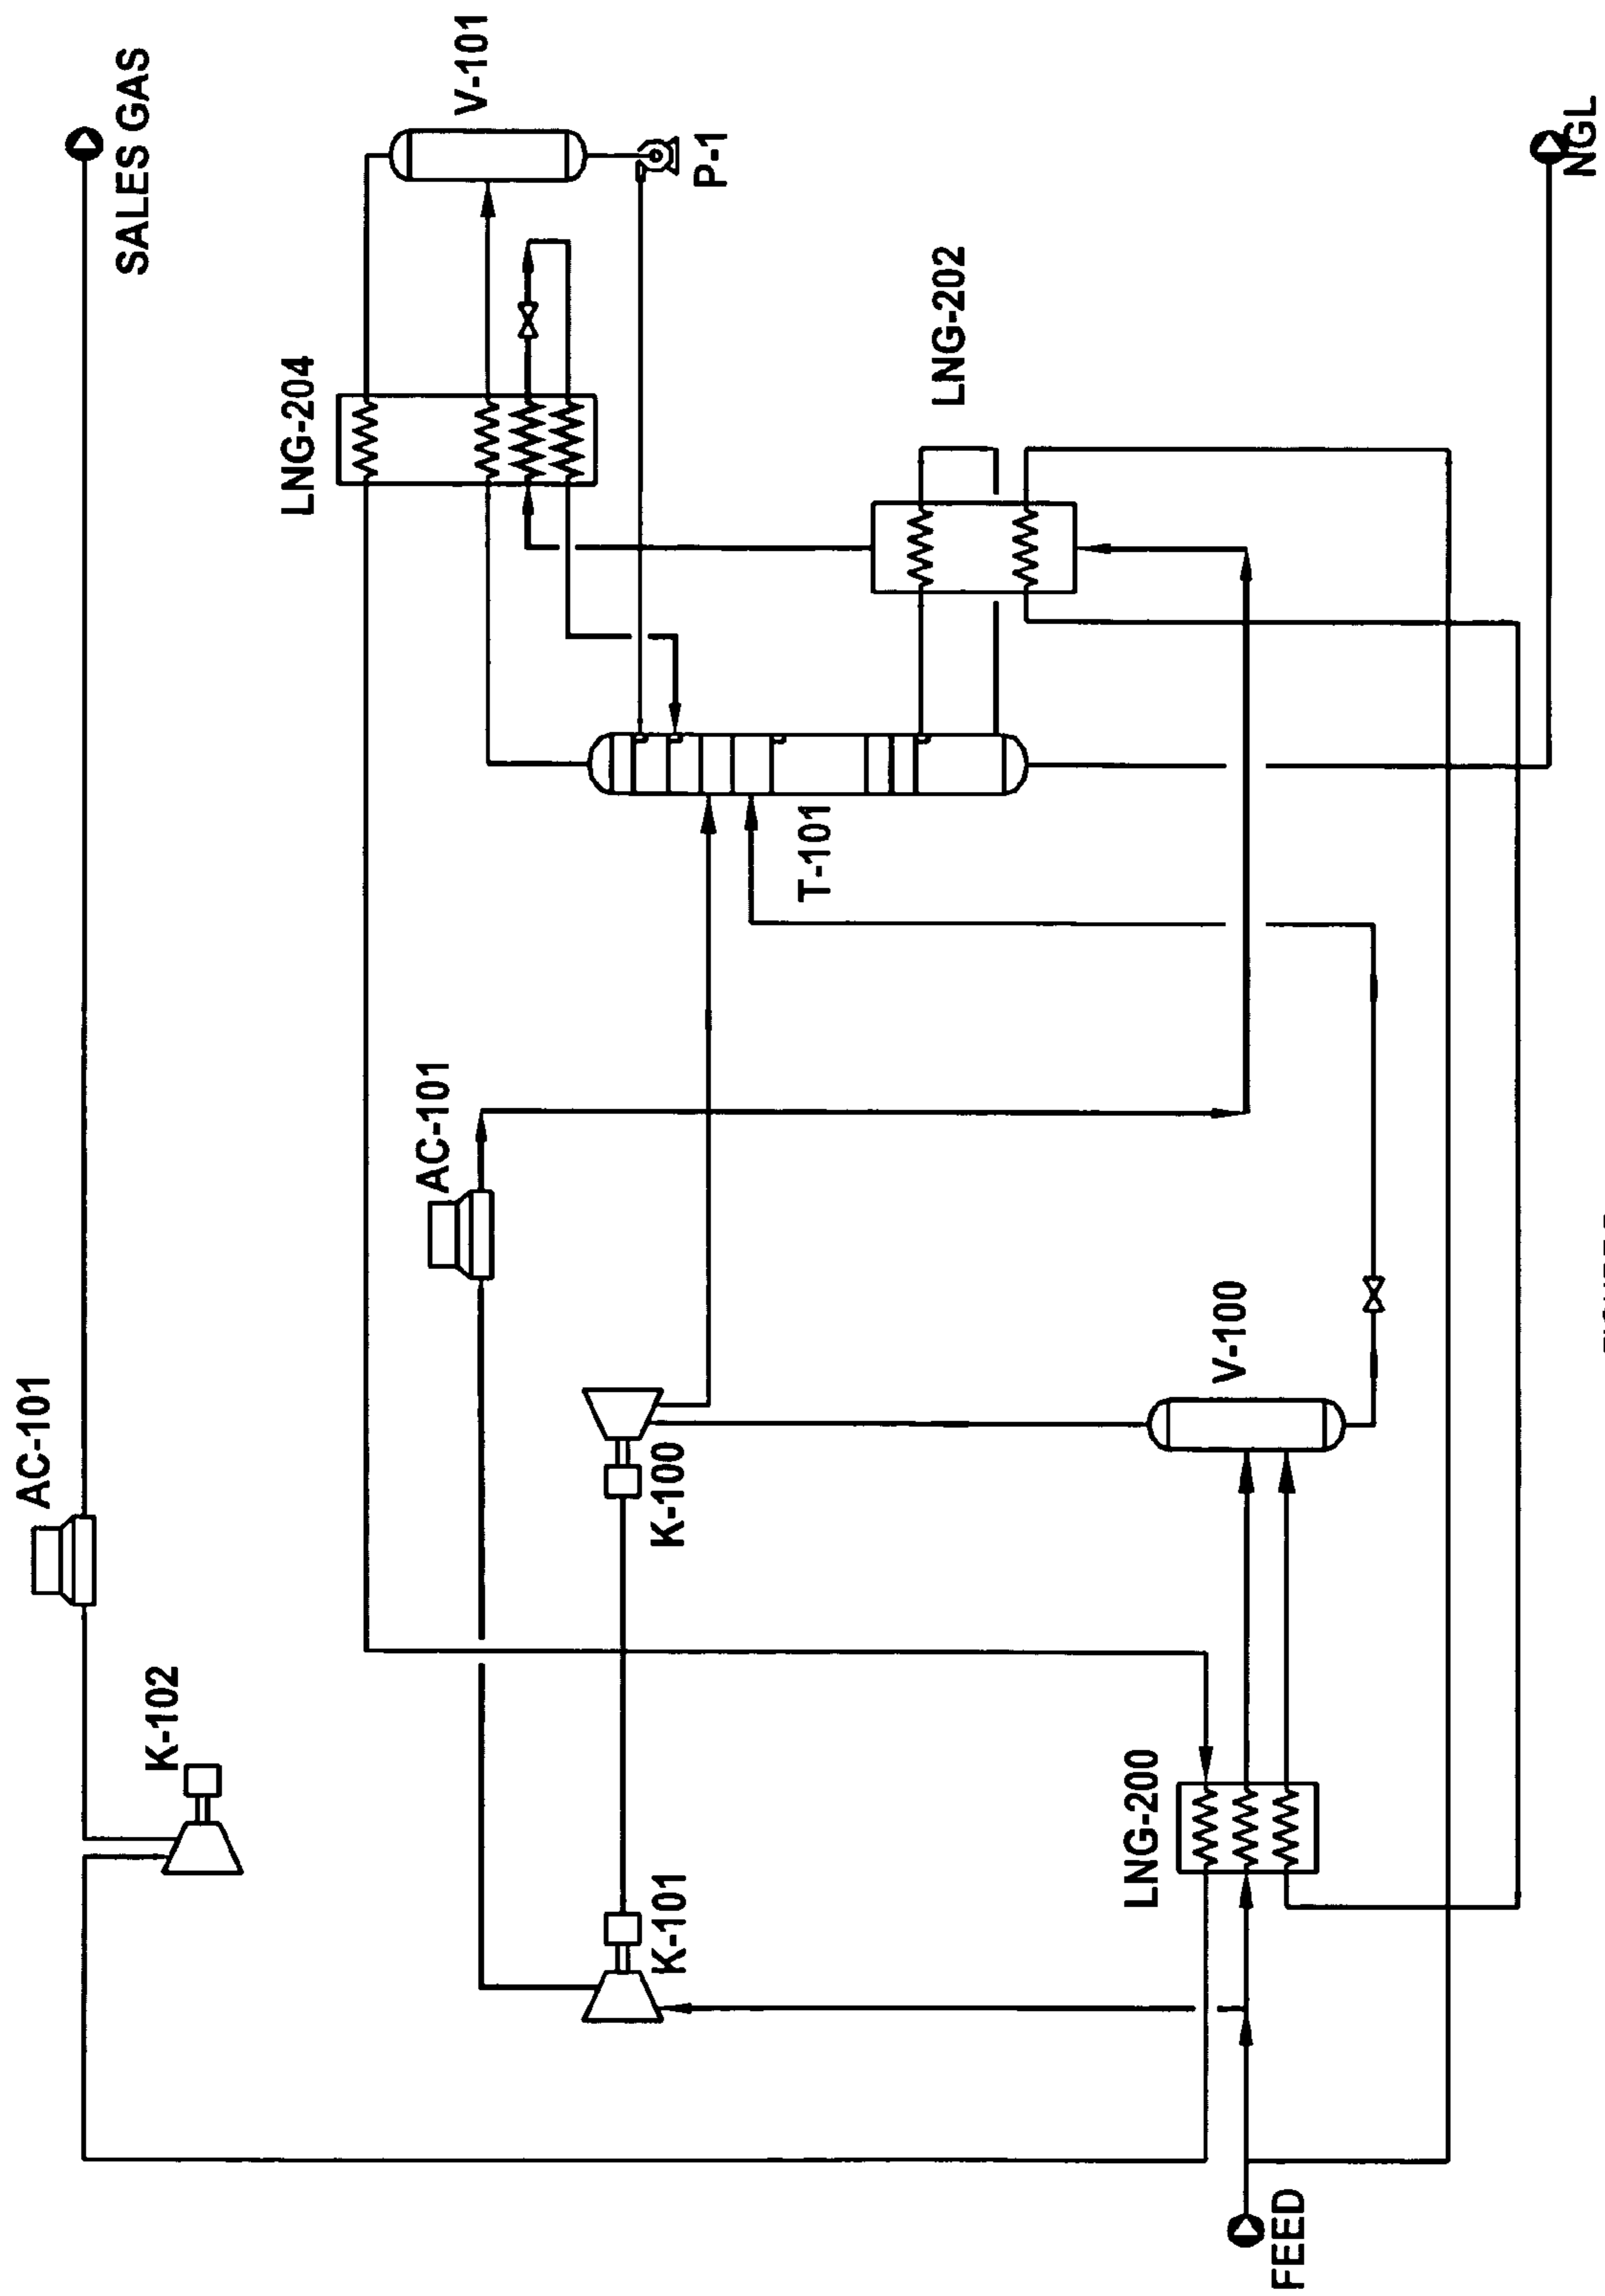 SALES GAS
AC-101
K-102
LNG-204
V-101
P-1
AC-101
K-101
K-100
LNG-202
T-101
LNG-200
V-100
FEED
NGL